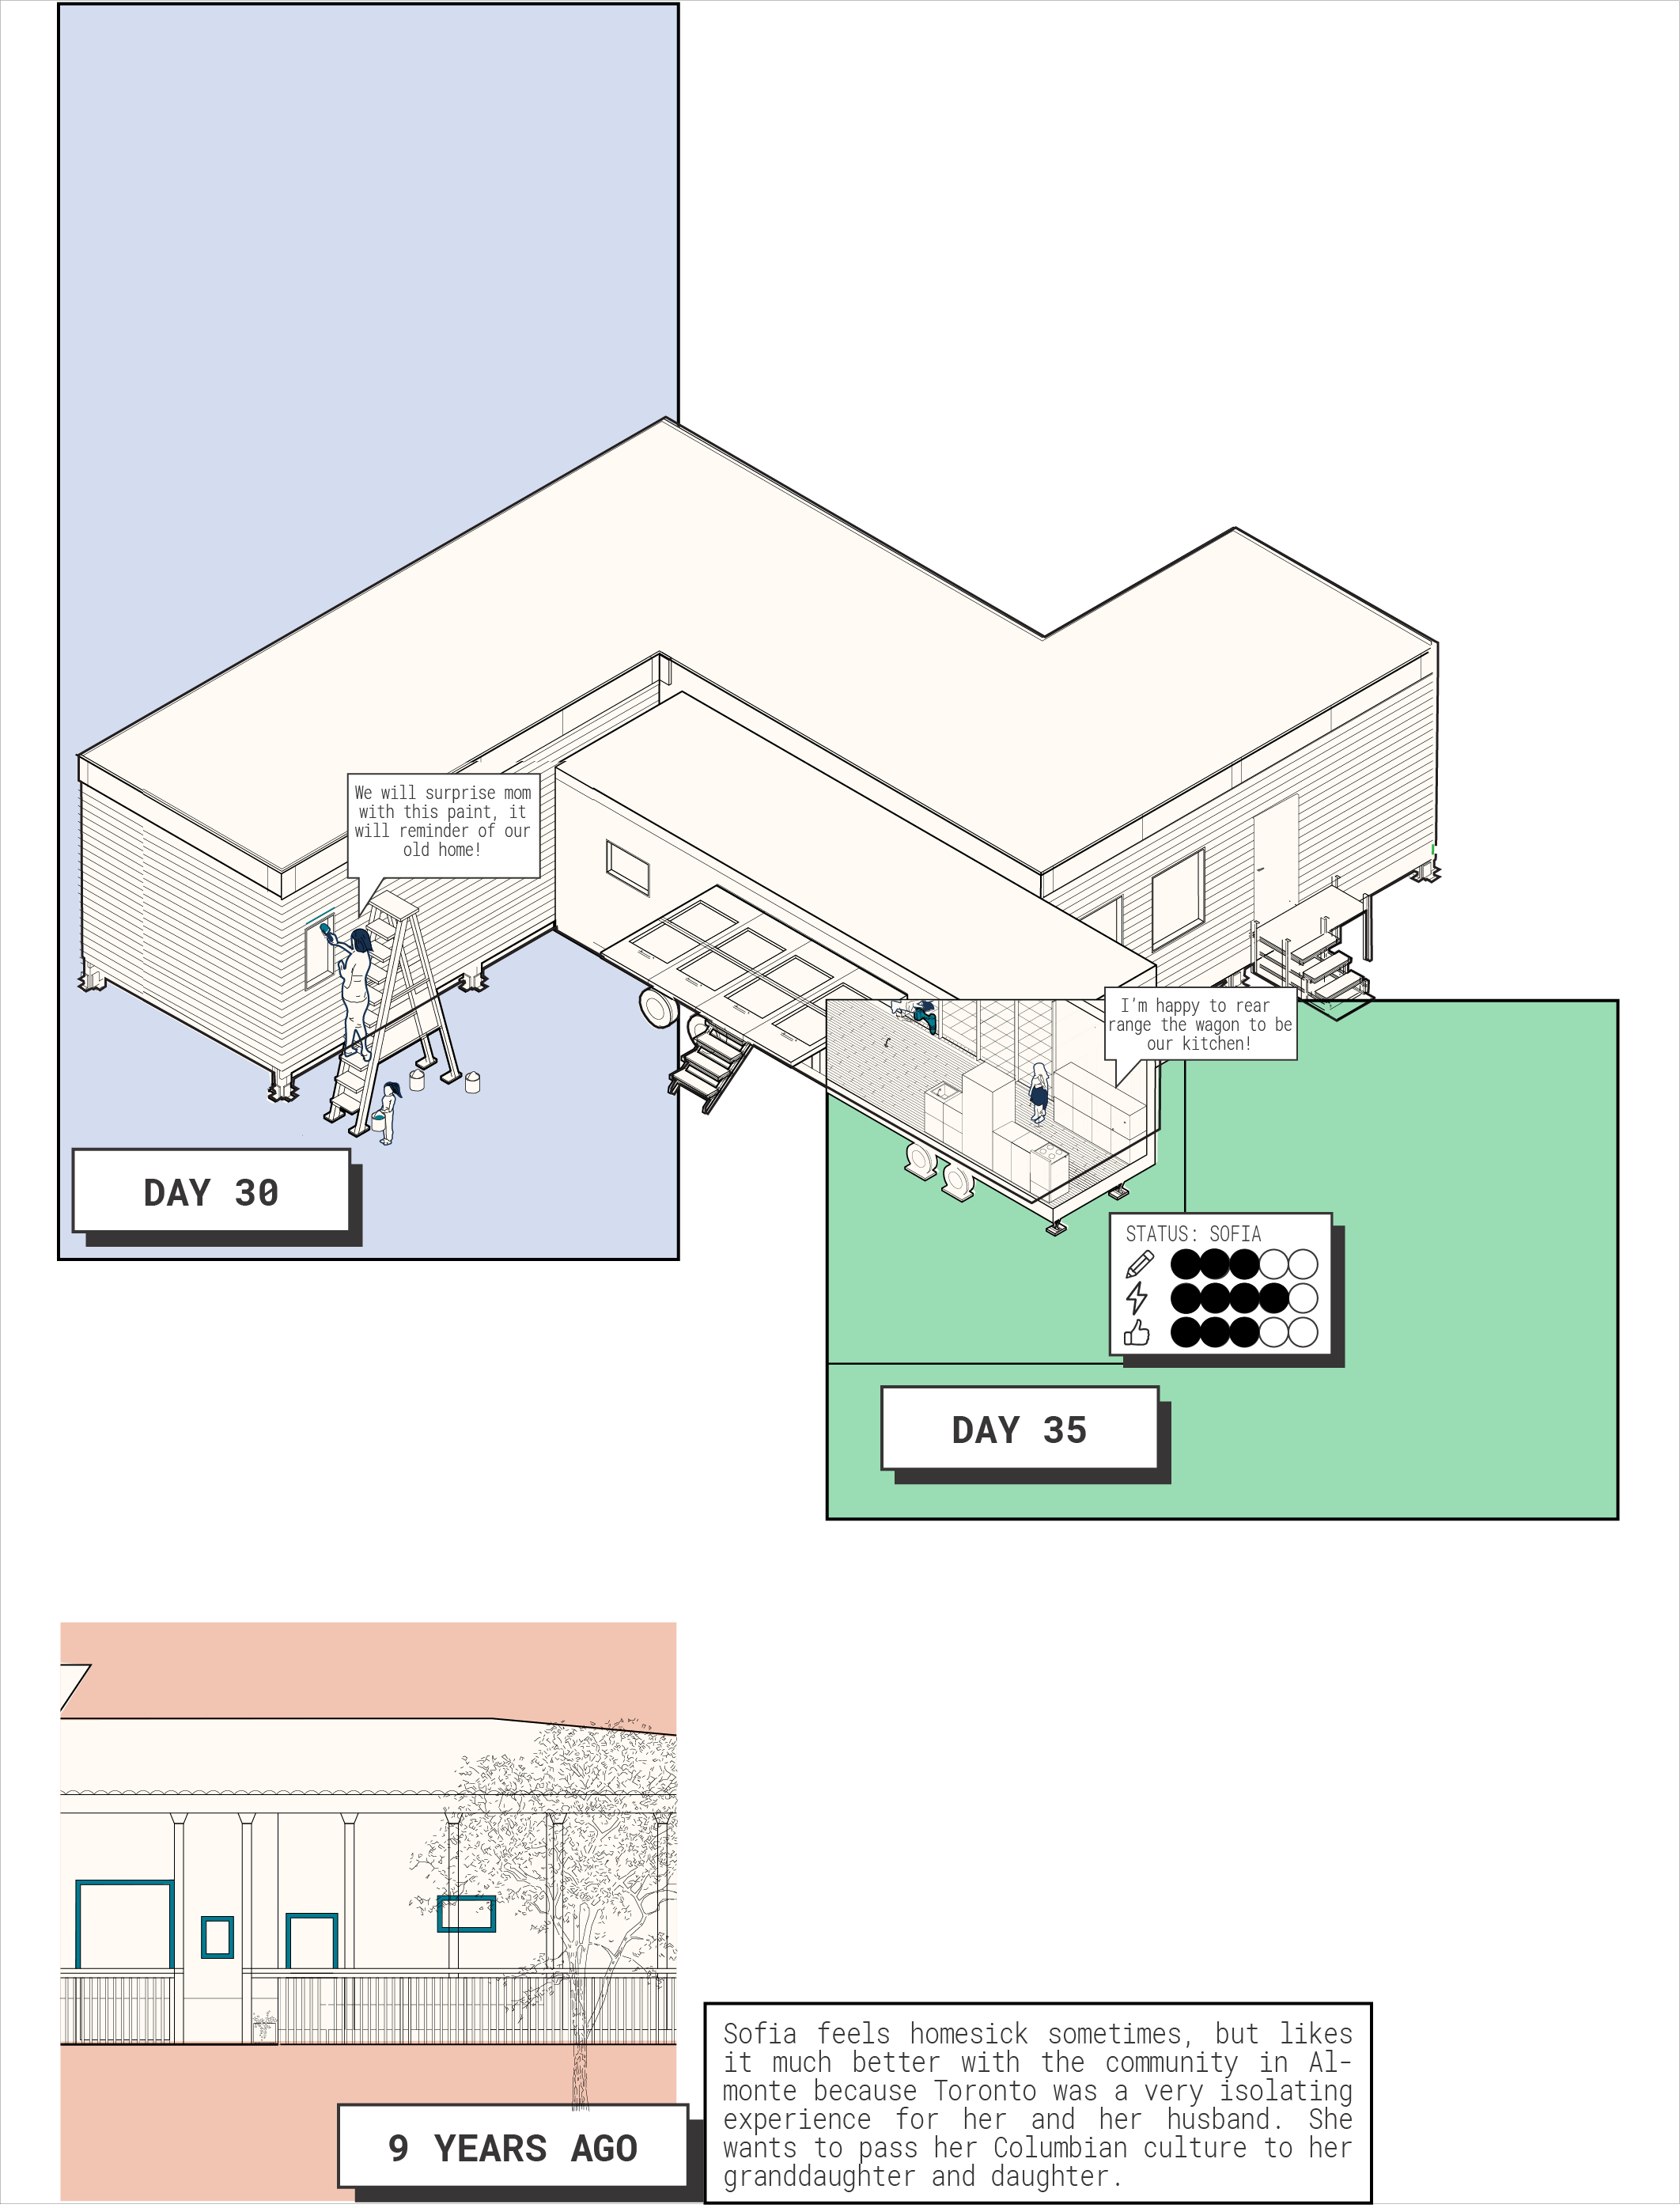 We will surprise mom
with this paint, it
will reminder of our
old home!
DAY 30
I'm happy to rear
range the wagon to be
our kitchen!
STATUS: SOFIA
DAY 35
9 YEARS AGO
Sofia feels homesick sometimes, but likes
it much better with the community in Al-
monte because Toronto was a very isolating
experience for her and her husband. She
wants to pass her Columbian culture to her
granddaughter and daughter.